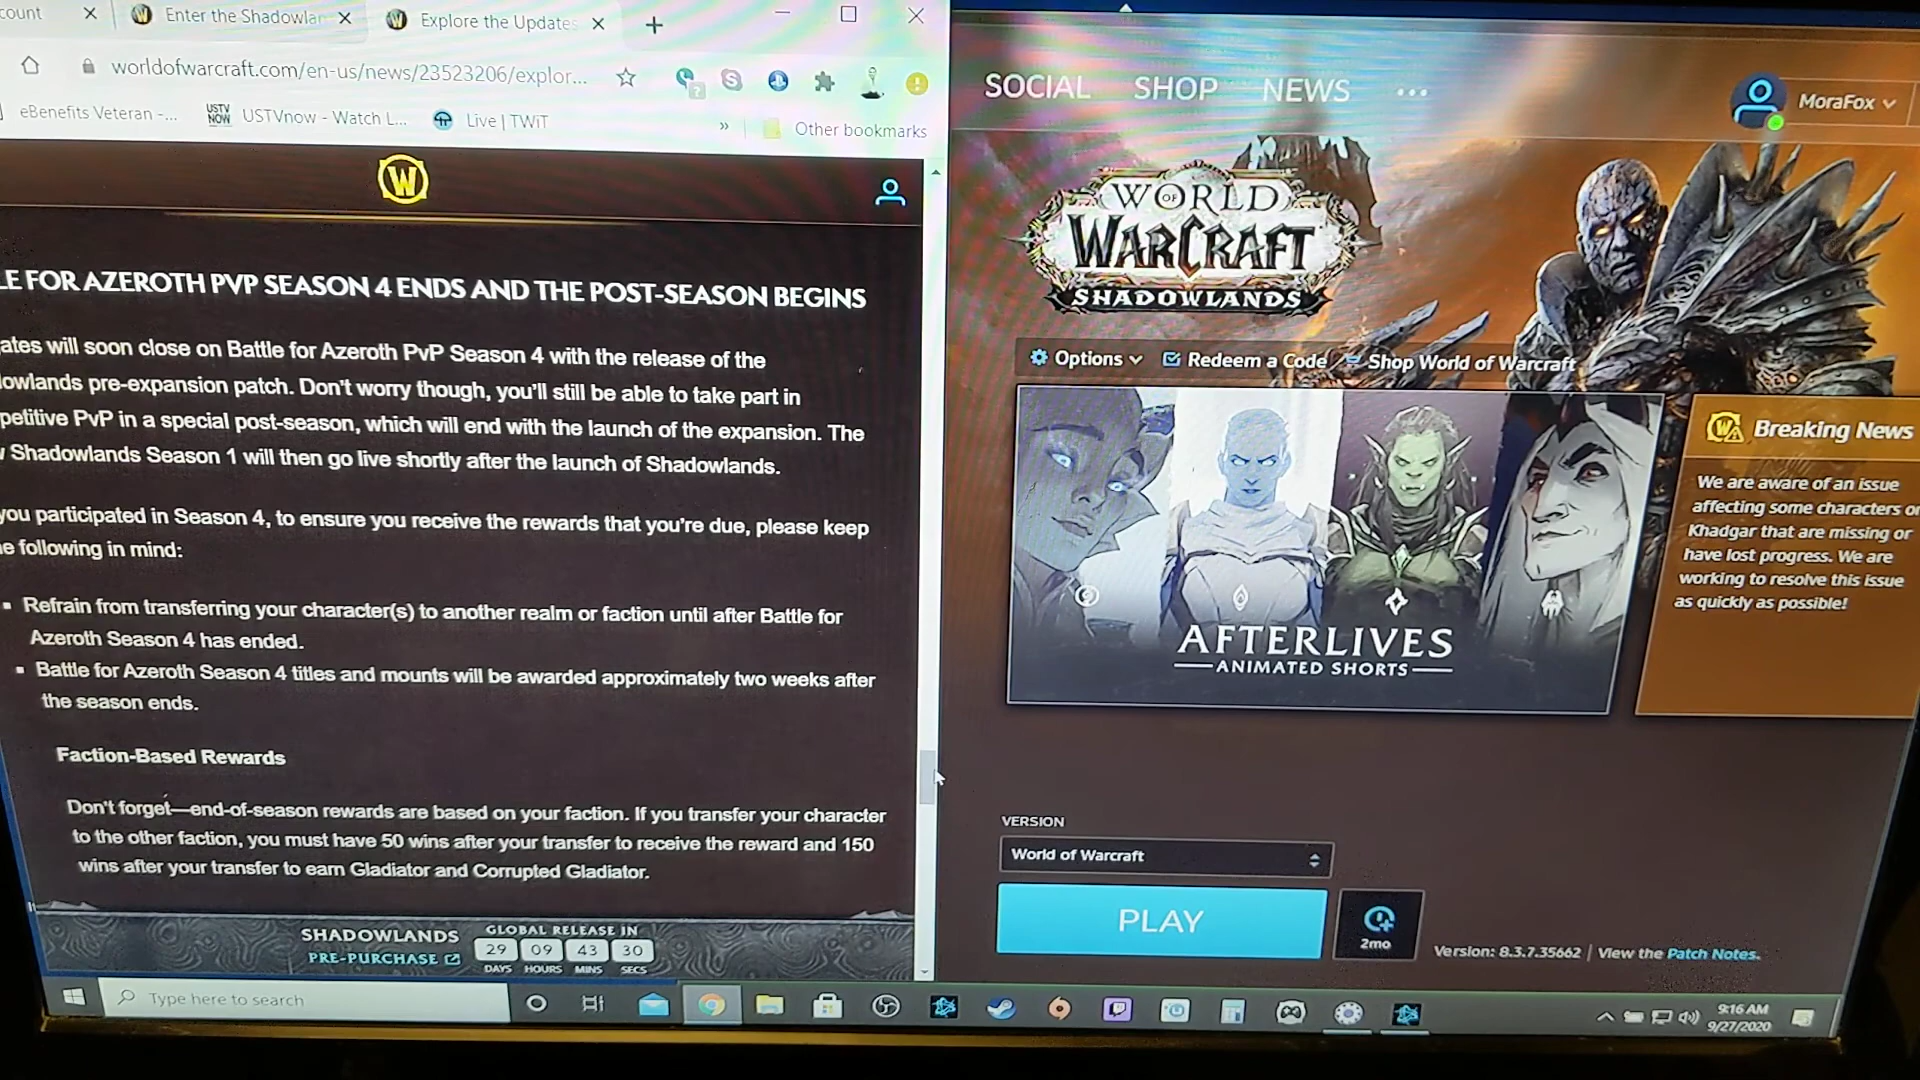 count
Enter the Shadowlan
Explore the Updates
worldofwarcraft.com/en-us/news/23523206/explor...
eBenefits Veteran -...
USTV NOW
USTVnow - Watch L...
Live | TWiT
»
Other bookmarks
W
LE FOR AZEROTH PVP SEASON 4 ENDS AND THE POST-SEASON BEGINS
ates will soon close on Battle for Azeroth PvP Season 4 with the release of the
lowlands pre-expansion patch. Don't worry though, you'll still be able to take part in
petitive PvP in a special post-season, which will end with the launch of the expansion. The
Shadowlands Season 1 will then go live shortly after the launch of Shadowlands.
you participated in Season 4, to ensure you receive the rewards that you're due, please keep
e following in mind:
▪ Refrain from transferring your character(s) to another realm or faction until after Battle for
Azeroth Season 4 has ended.
▪ Battle for Azeroth Season 4 titles and mounts will be awarded approximately two weeks after
the season ends.
Faction-Based Rewards
Don't forget—end-of-season rewards are based on your faction. If you transfer your character
to the other faction, you must have 50 wins after your transfer to receive the reward and 150
wins after your transfer to earn Gladiator and Corrupted Gladiator.
SHADOWLANDS
PRE-PURCHASE
GLOBAL RELEASE IN
29 09 43 30
DAYS HOURS MINS SECS
SOCIAL SHOP NEWS ...
MoraFox
WORLD OF WARCRAFT
SHADOWLANDS
Options
Redeem a Code
Shop World of Warcraft
AFTERLIVES
ANIMATED SHORTS
Breaking News
We are aware of an issue
affecting some characters on
Khadgar that are missing or
have lost progress. We are
working to resolve this issue
as quickly as possible!
VERSION
World of Warcraft
PLAY
2mo
Version: 8.3.7.35662 | View the Patch Notes.
Type here to search
9:16 AM
9/27/2020